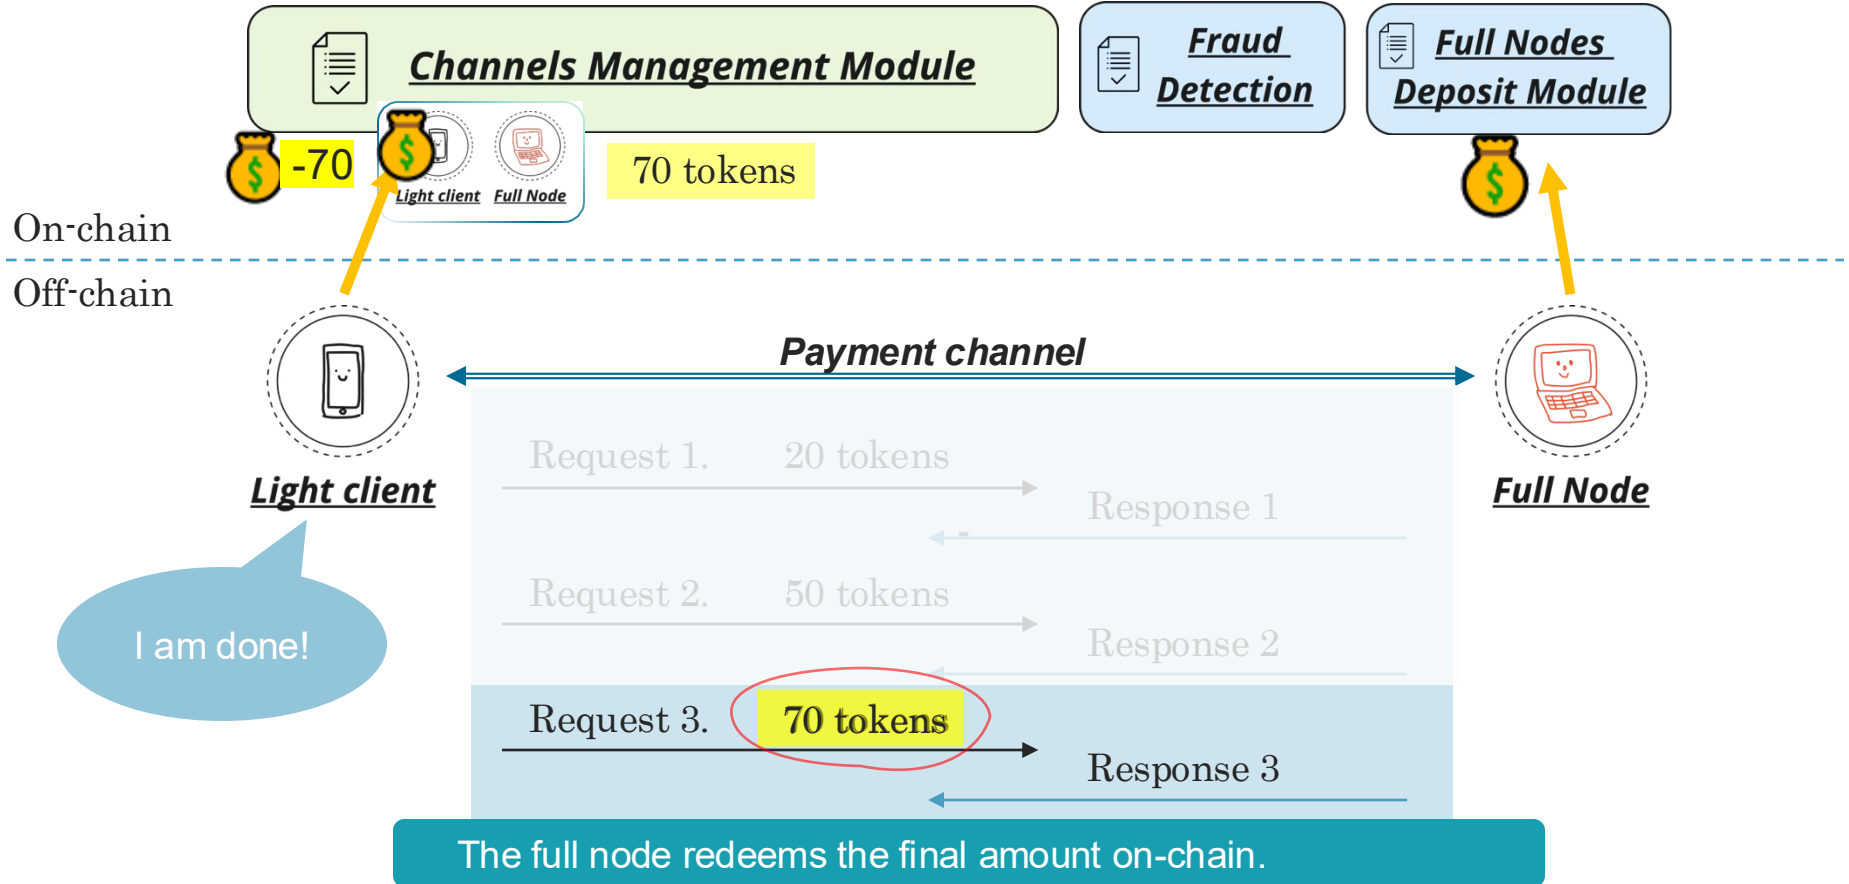 Channels Management Module
Fraud
Detection
Full Nodes
Deposit Module
-70
Light client
Full Node
70 tokens
On-chain
Off-chain
Payment channel
Light client
Full Node
Request 1. 20 tokens
Response 1
-
Request 2. 50 tokens
Response 2
I am done!
Request 3. 70 tokens
Response 3
The full node redeems the final amount on-chain.